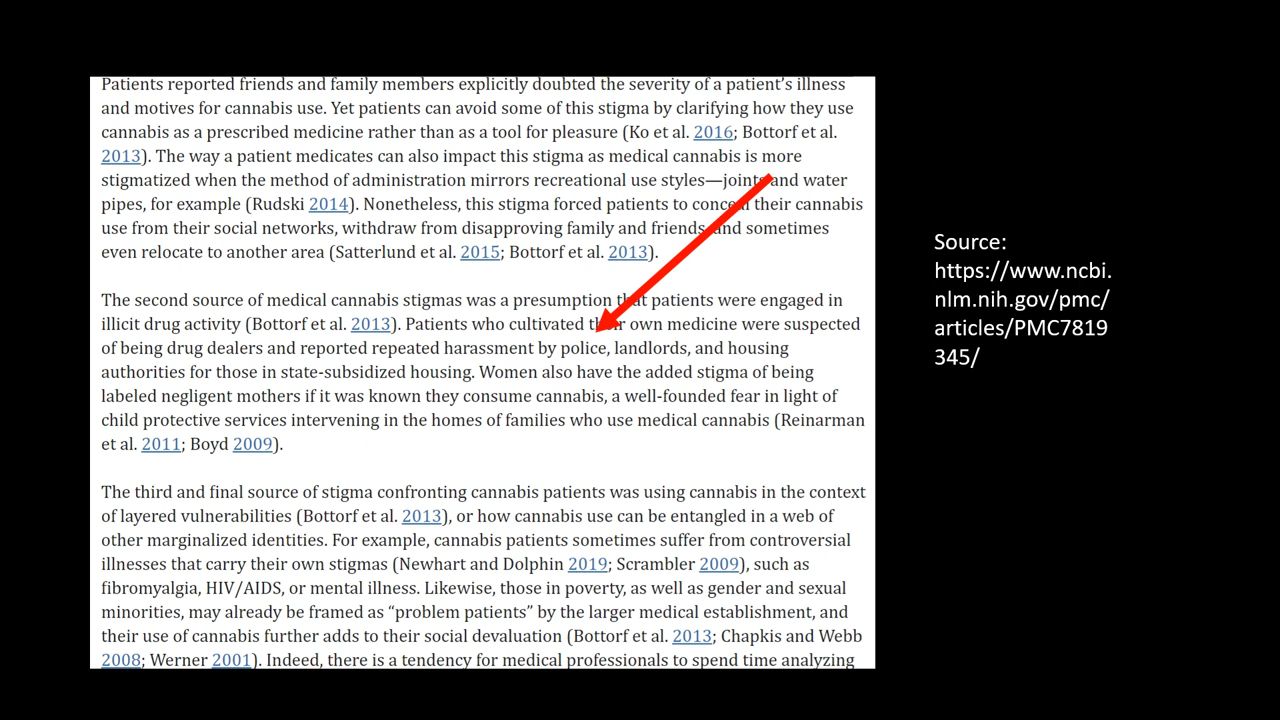 Patients reported friends and family members explicitly doubted the severity of a patient's illness
and motives for cannabis use. Yet patients can avoid some of this stigma by clarifying how they use
cannabis as a prescribed medicine rather than as a tool for pleasure (Ko et al. 2016; Bottorf et al.
2013). The way a patient medicates can also impact this stigma as medical cannabis is more
stigmatized when the method of administration mirrors recreational use styles—joints and water
pipes, for example (Rudski 2014). Nonetheless, this stigma forced patients to conceal their cannabis
use from their social networks, withdraw from disapproving family and friends, and sometimes
even relocate to another area (Satterlund et al. 2015; Bottorf et al. 2013).
The second source of medical cannabis stigmas was a presumption that patients were engaged in
illicit drug activity (Bottorf et al. 2013). Patients who cultivated their own medicine were suspected
of being drug dealers and reported repeated harassment by police, landlords, and housing
authorities for those in state-subsidized housing. Women also have the added stigma of being
labeled negligent mothers if it was known they consume cannabis, a well-founded fear in light of
child protective services intervening in the homes of families who use medical cannabis (Reinarman
et al. 2011; Boyd 2009).
The third and final source of stigma confronting cannabis patients was using cannabis in the context
of layered vulnerabilities (Bottorf et al. 2013), or how cannabis use can be entangled in a web of
other marginalized identities. For example, cannabis patients sometimes suffer from controversial
illnesses that carry their own stigmas (Newhart and Dolphin 2019; Scrambler 2009), such as
fibromyalgia, HIV/AIDS, or mental illness. Likewise, those in poverty, as well as gender and sexual
minorities, may already be framed as “problem patients” by the larger medical establishment, and
their use of cannabis further adds to their social devaluation (Bottorf et al. 2013; Chapkis and Webb
2008; Werner 2001). Indeed, there is a tendency for medical professionals to spend time analyzing
Source:
https://www.ncbi.
nlm.nih.gov/pmc/
articles/PMC7819
345/